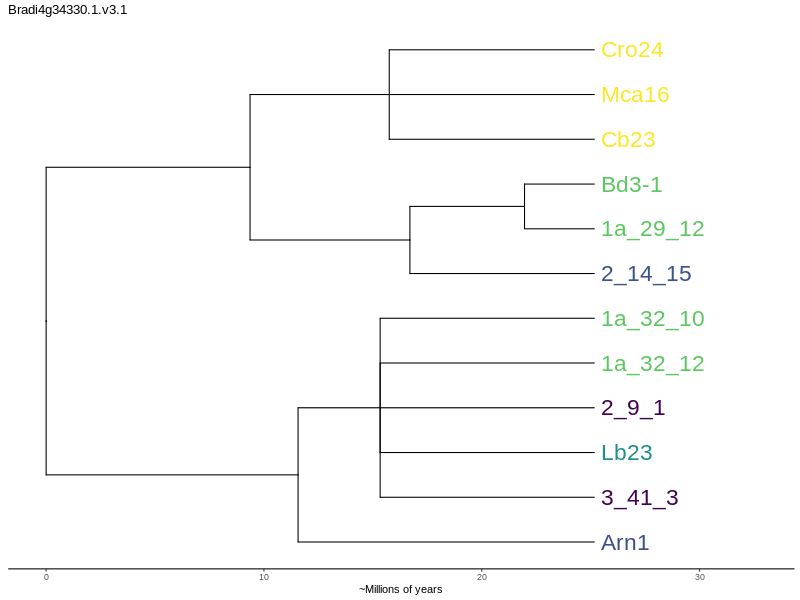 Bradi4g34330.1.v3.1
Cro24
Mca16
Cb23
Bd3-1
1a_29_12
2_14_15
1a_32_10
1a_32_12
2_9_1
Lb23
3_41_3
Arn1
0 10 20 30
~Millions of years